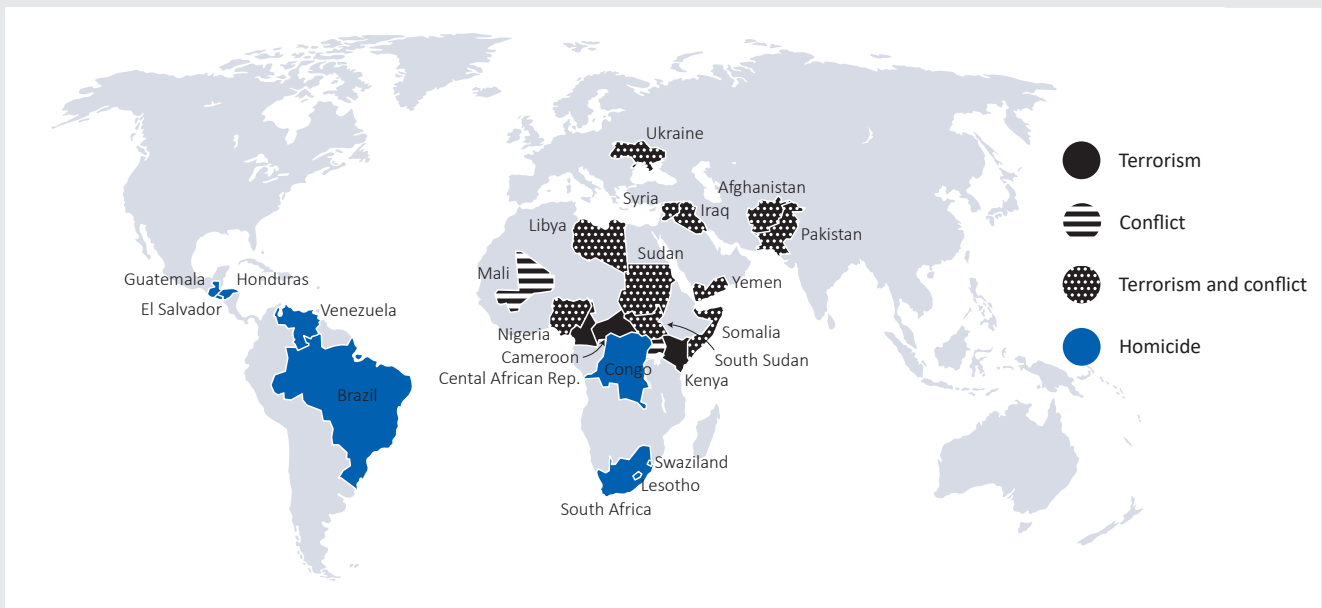 Ukraine
Afghanistan
Syria
Iraq
Libya
Pakistan
Sudan
Mali
Yemen
Guatemala
Honduras
El Salvador
Venezuela
Nigeria
Somalia
Cameroon
South Sudan
Cental African Rep.
Congo
Kenya
Brazil
Swaziland
Lesotho
South Africa
Terrorism
Conflict
Terrorism and conflict
Homicide